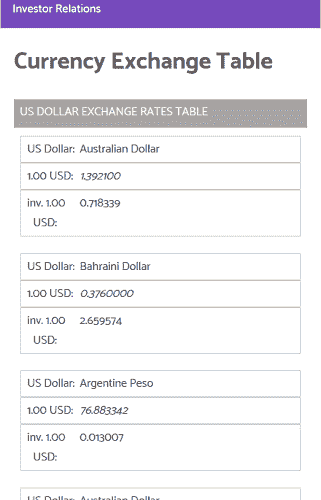 Investor Relations
Currency Exchange Table
US DOLLAR EXCHANGE RATES TABLE
US Dollar: Australian Dollar
1.00 USD: 1.392100
inv. 1.00 0.718339
USD:
US Dollar: Bahraini Dollar
1.00 USD: 0.3760000
inv. 1.00 2.659574
USD:
US Dollar: Argentine Peso
1.00 USD: 76.883342
inv. 1.00 0.013007
USD:
US Dollar: Australian Dollar